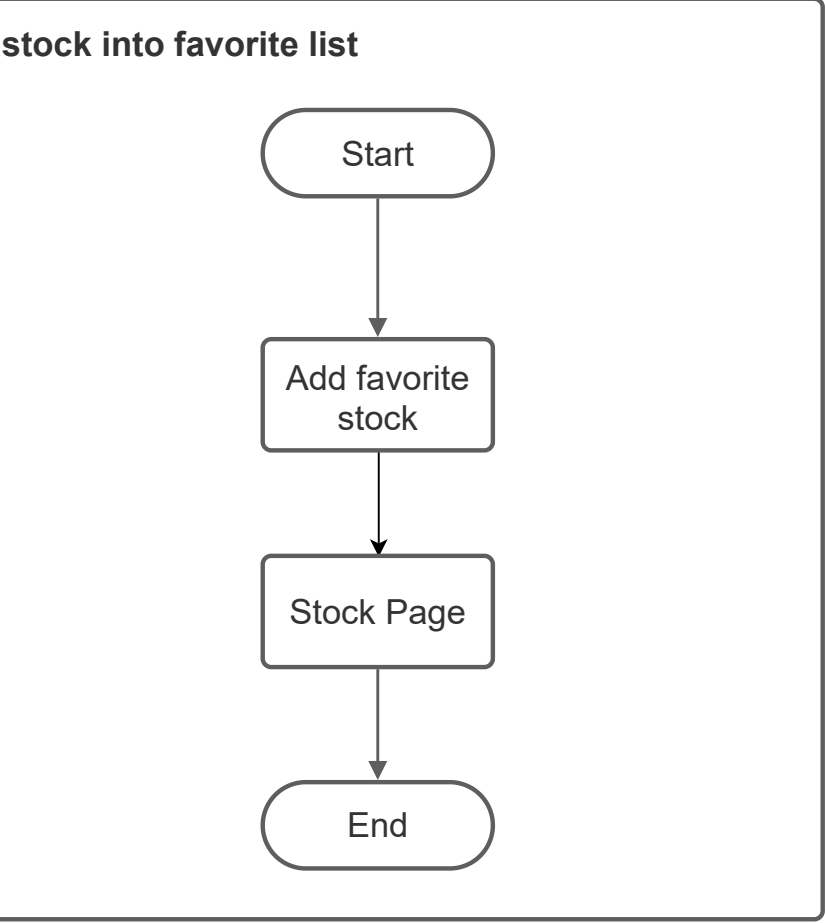 stock into favorite list
Start
Add favorite
stock
Stock Page
End